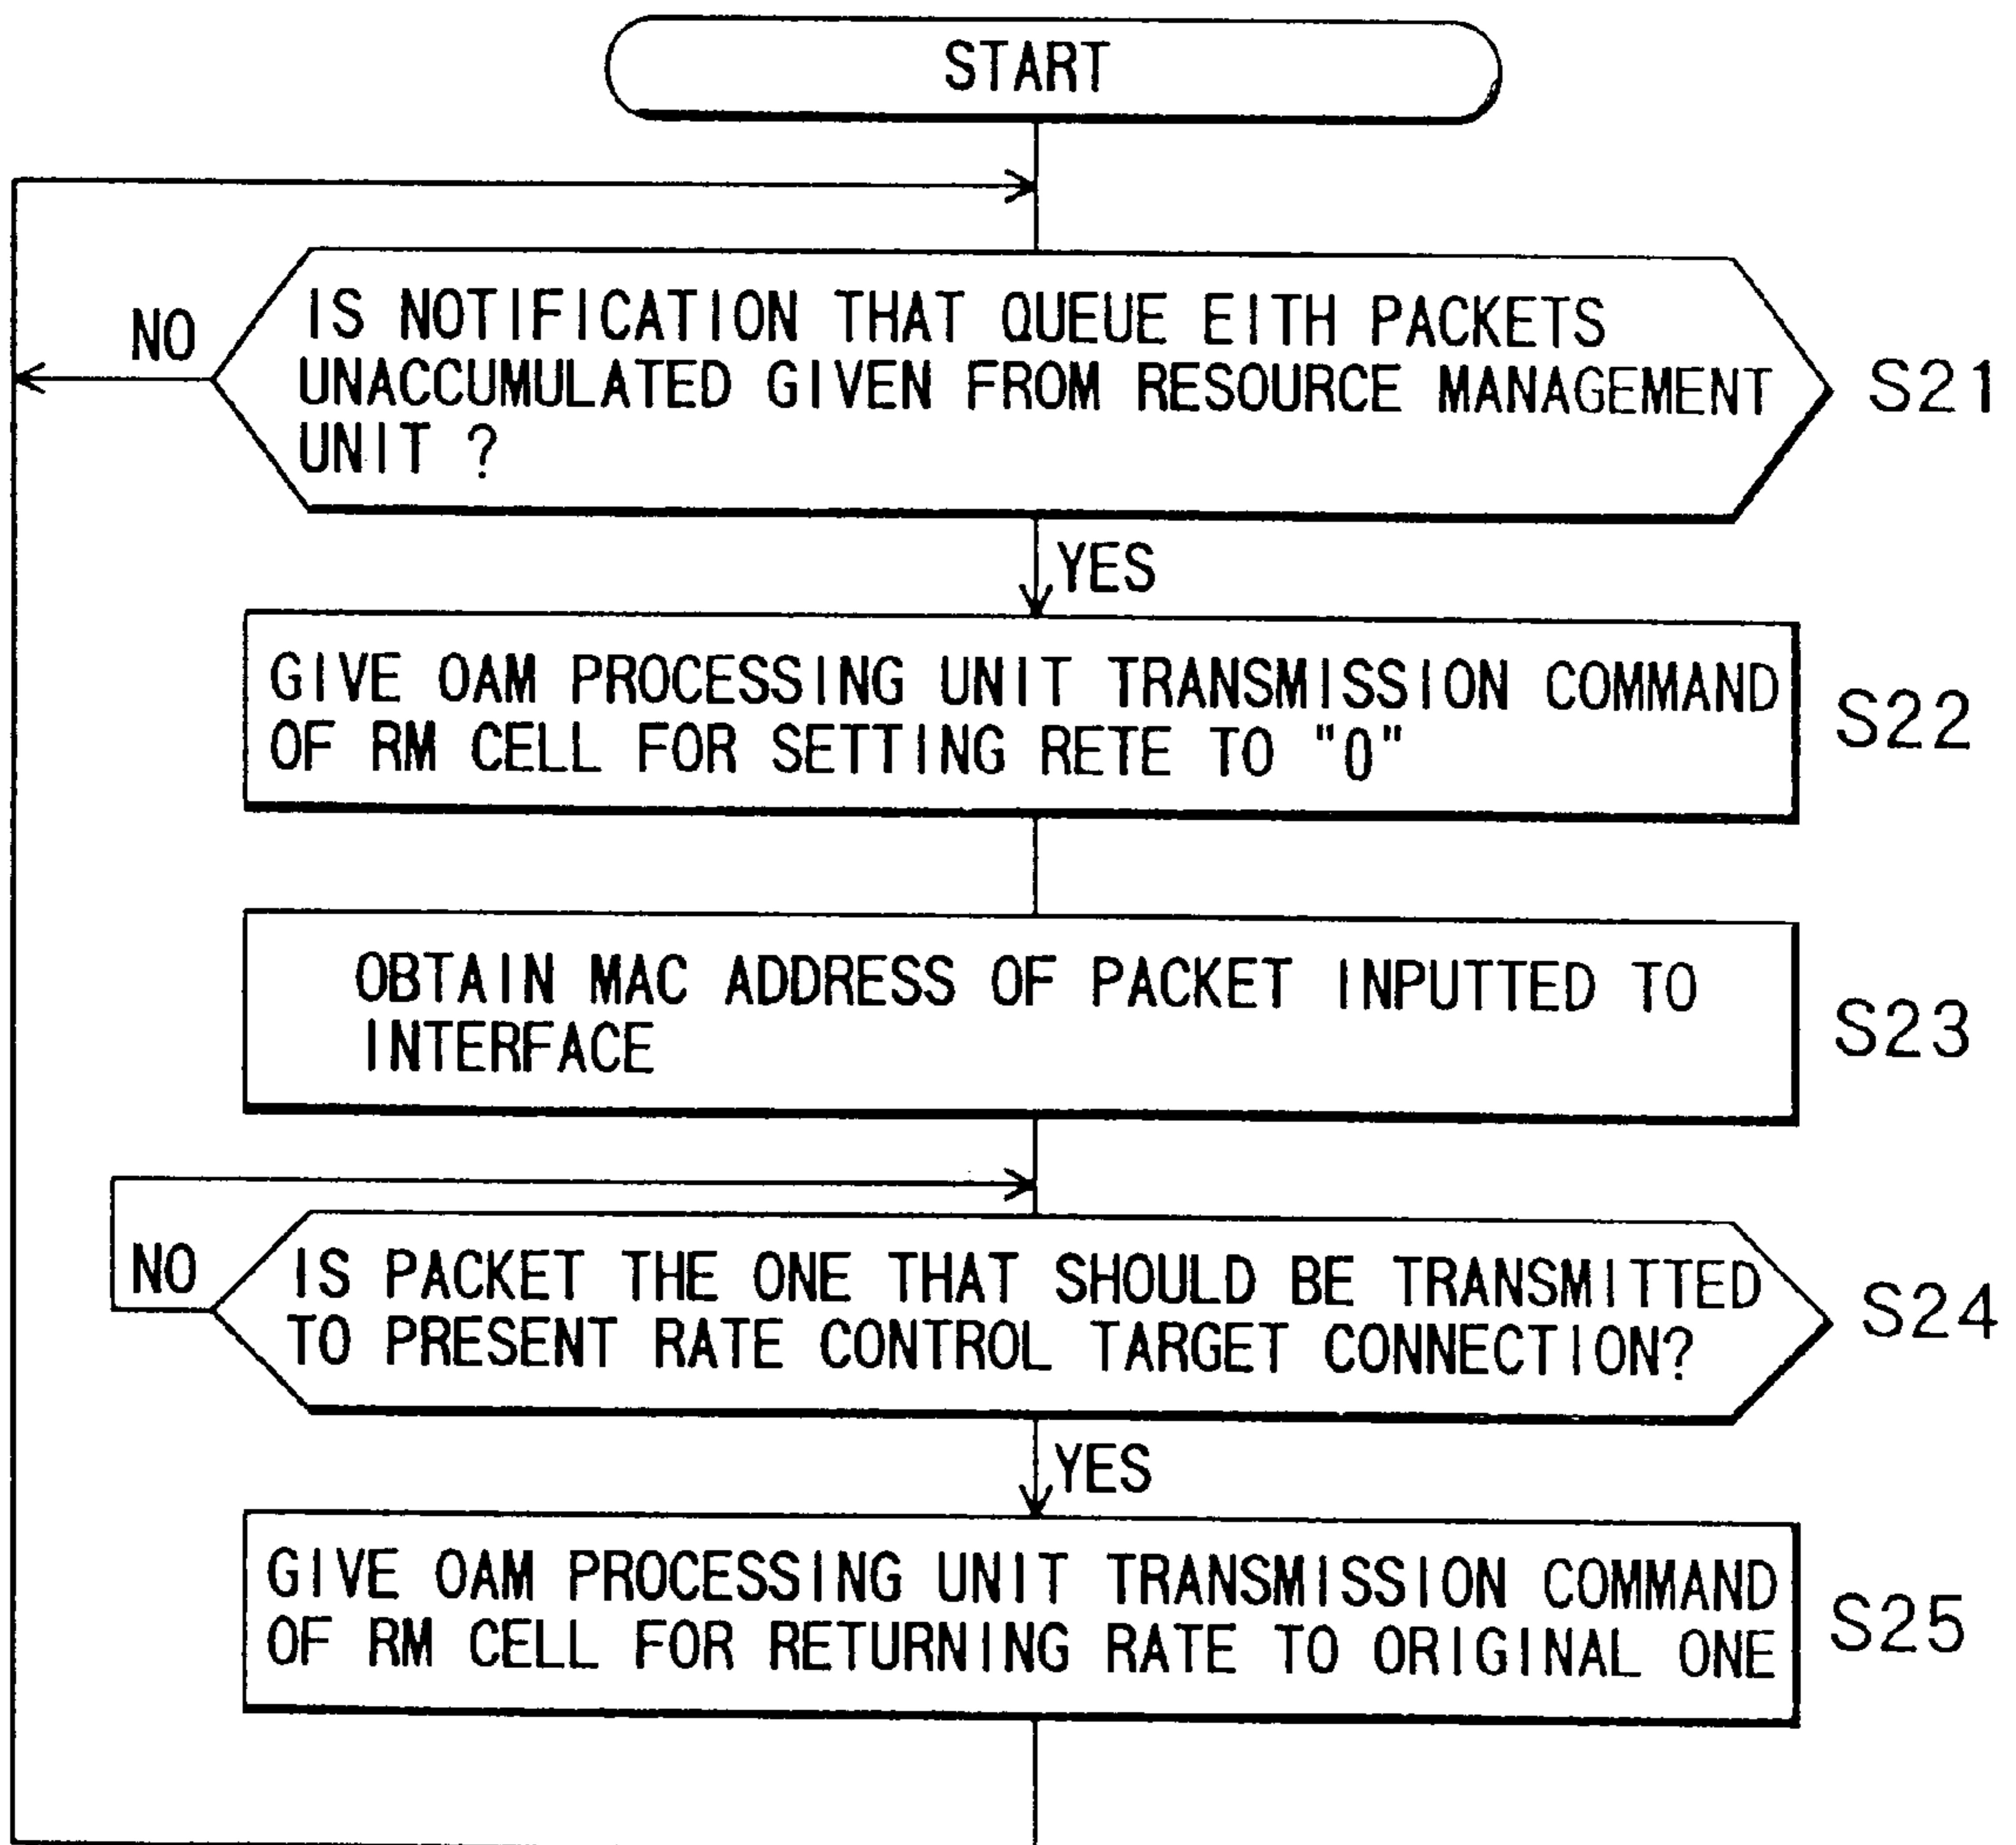 START
NO
IS NOTIFICATION THAT QUEUE EITH PACKETS
UNACCUMULATED GIVEN FROM RESOURCE MANAGEMENT
UNIT ?
S21
YES
GIVE OAM PROCESSING UNIT TRANSMISSION COMMAND
OF RM CELL FOR SETTING RETE TO "0"
S22
OBTAIN MAC ADDRESS OF PACKET INPUTTED TO
INTERFACE
S23
NO
IS PACKET THE ONE THAT SHOULD BE TRANSMITTED
TO PRESENT RATE CONTROL TARGET CONNECTION?
S24
YES
GIVE OAM PROCESSING UNIT TRANSMISSION COMMAND
OF RM CELL FOR RETURNING RATE TO ORIGINAL ONE
S25